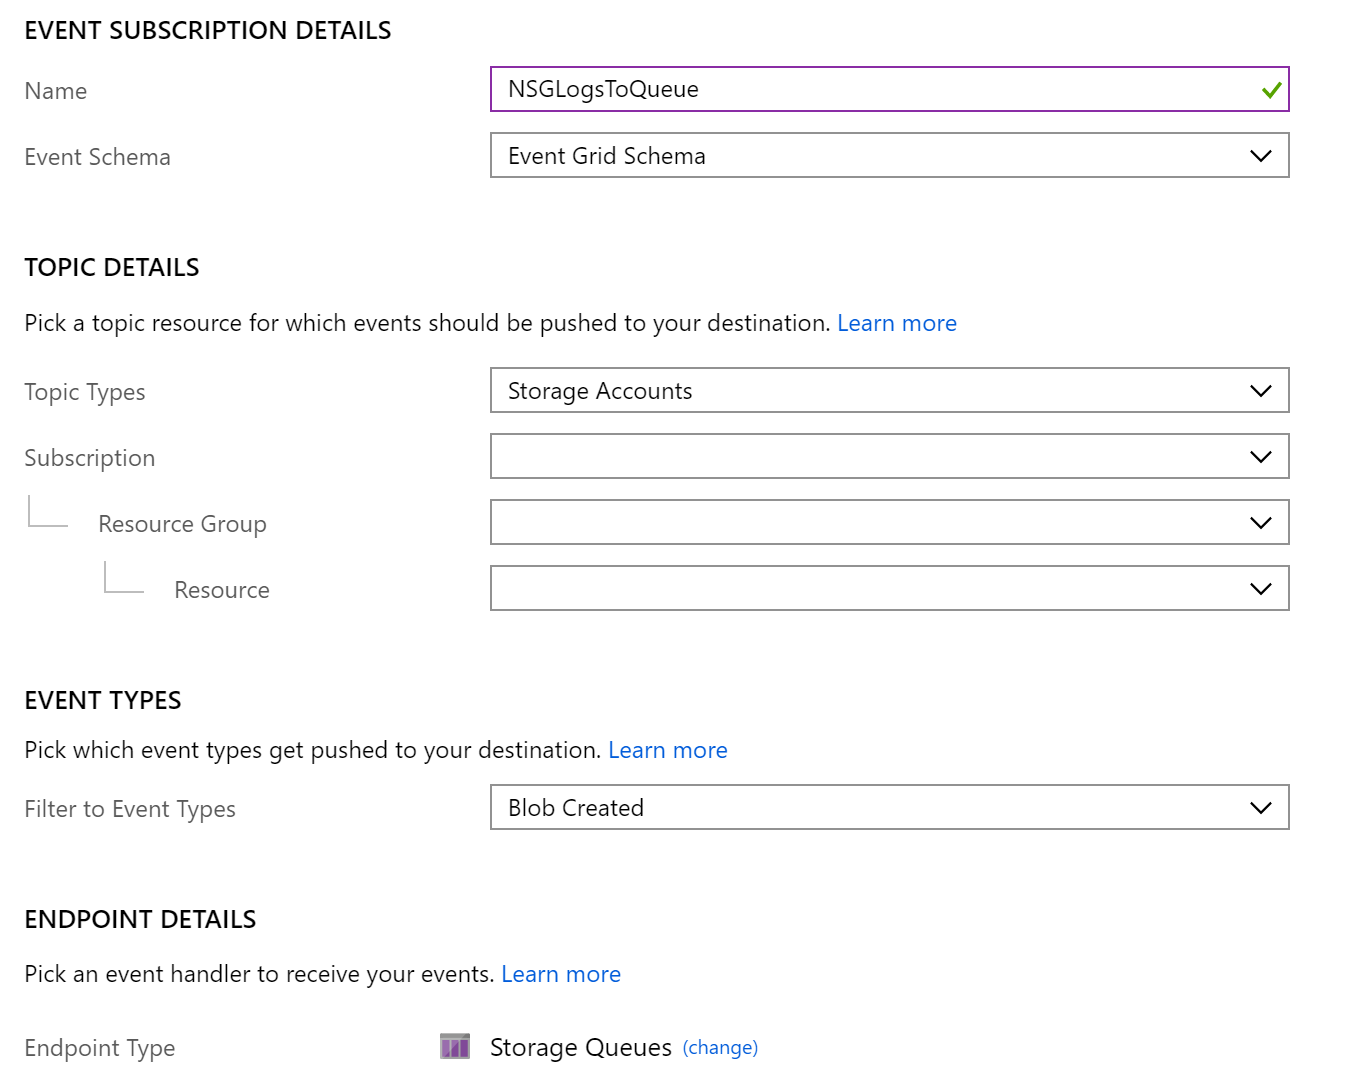 EVENT SUBSCRIPTION DETAILS
Name NSGLogsToQueue
Event Schema Event Grid Schema
TOPIC DETAILS
Pick a topic resource for which events should be pushed to your destination. Learn more
Topic Types Storage Accounts
Subscription
Resource Group
Resource
EVENT TYPES
Pick which event types get pushed to your destination. Learn more
Filter to Event Types Blob Created
ENDPOINT DETAILS
Pick an event handler to receive your events. Learn more
Endpoint Type Storage Queues (change)